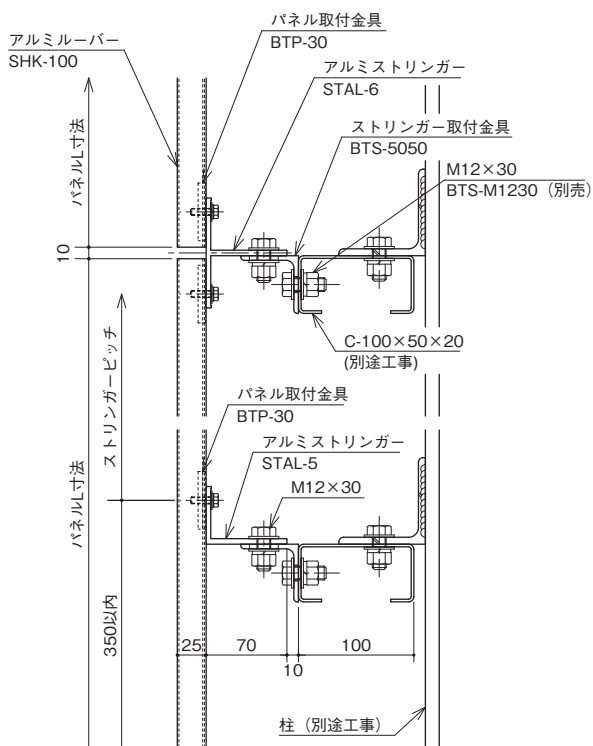 パネル取付金具
BTP-30
アルミルーバー
SHK-100
アルミストリンガー
STAL-6
ストリンガー取付金具
BTS-5050
M12×30
BTS-M1230（別売）
パネルL寸法
10
C-100×50×20
(別途工事)
ストリンガーピッチ
パネル取付金具
BTP-30
アルミストリンガー
STAL-5
M12×30
パネルL寸法
350以内
25
70
10
100
柱（別途工事）